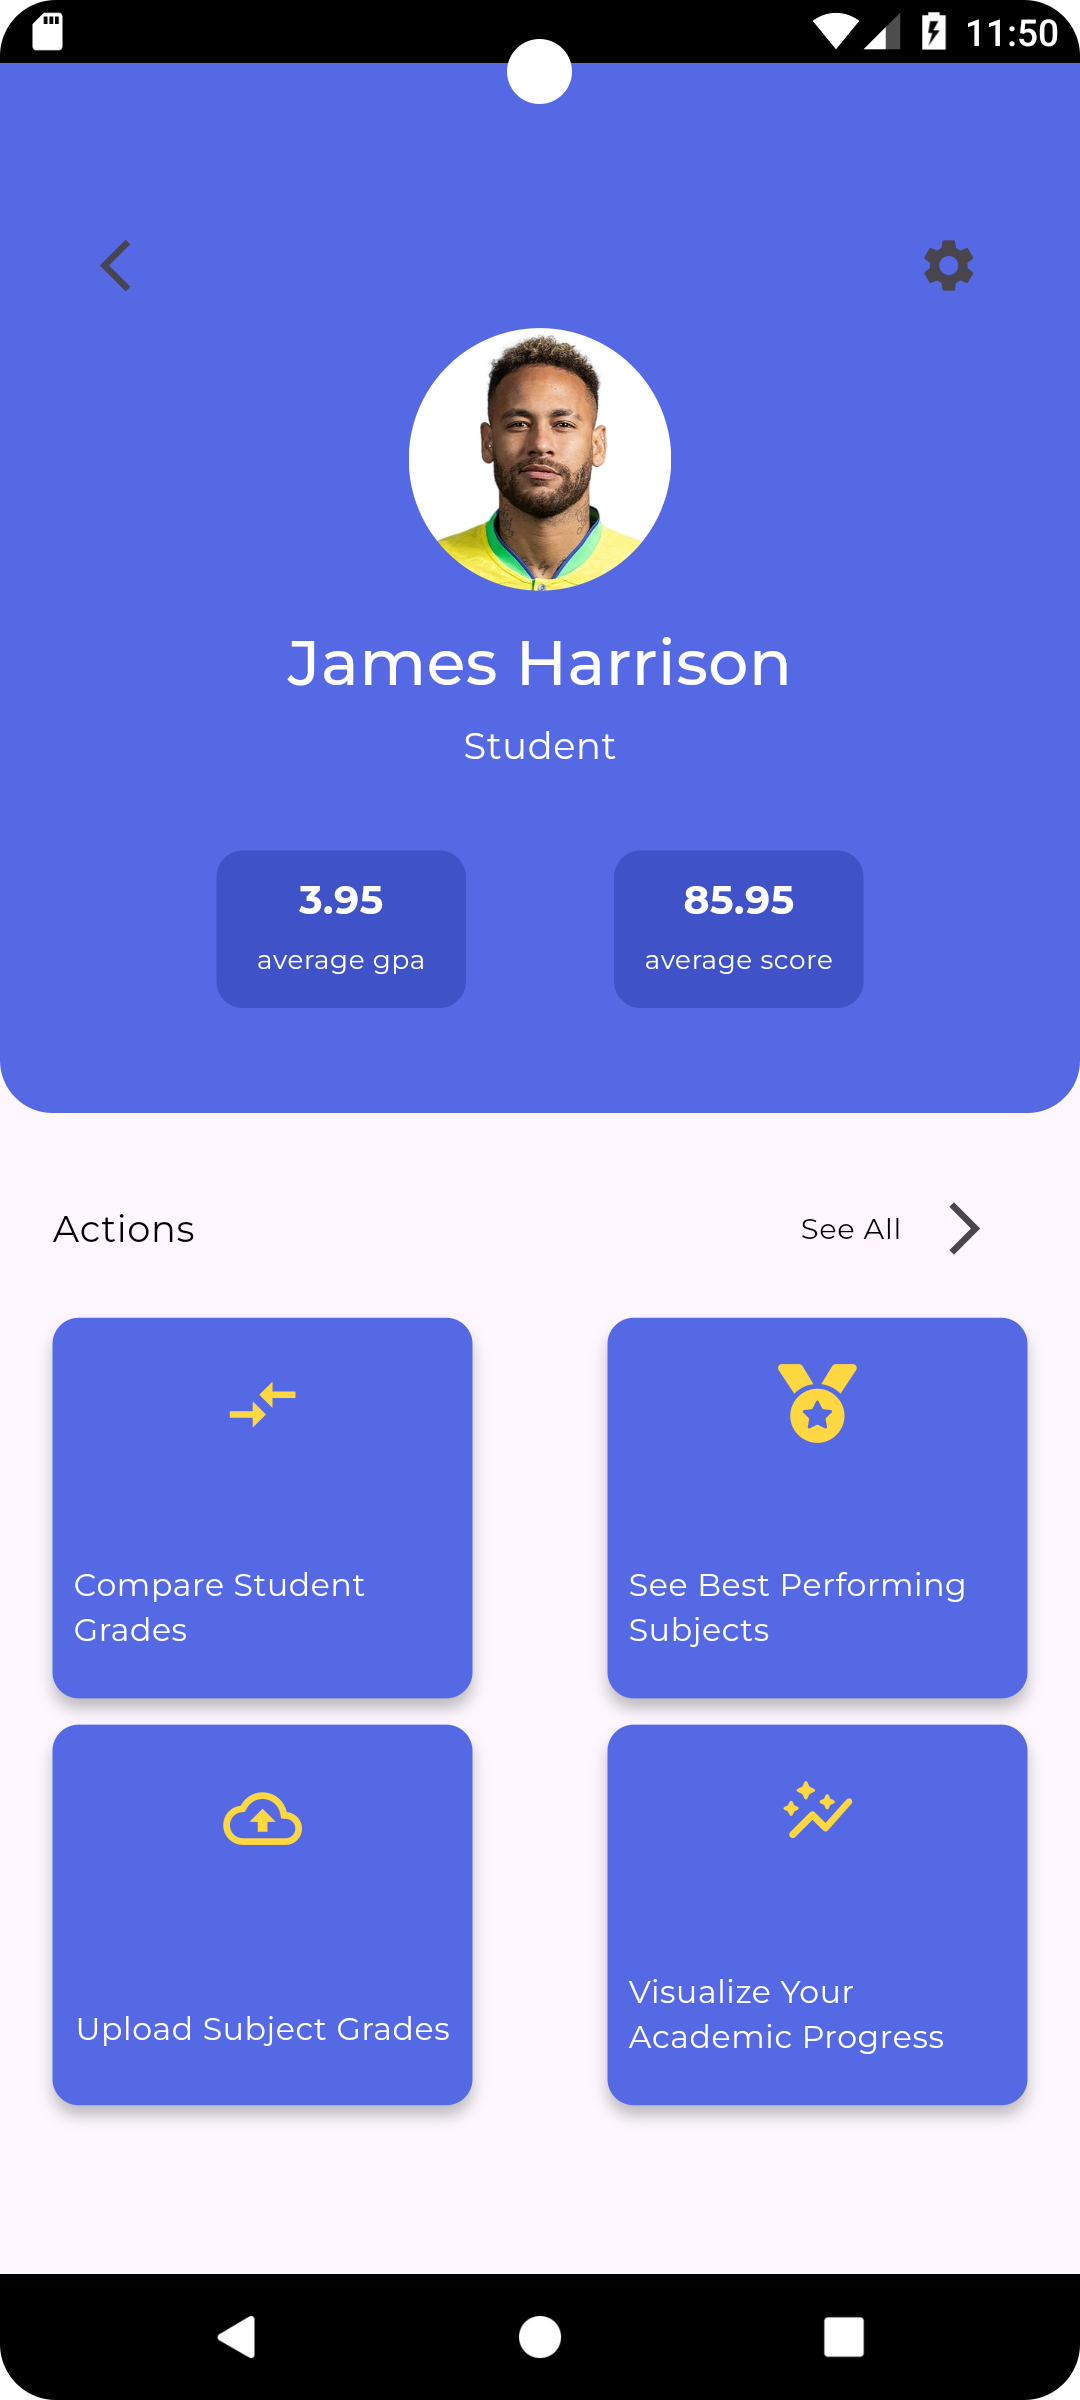 11:50
James Harrison
Student
3.95
average gpa
85.95
average score
Actions
See All
Compare Student
Grades
See Best Performing
Subjects
Upload Subject Grades
Visualize Your
Academic Progress